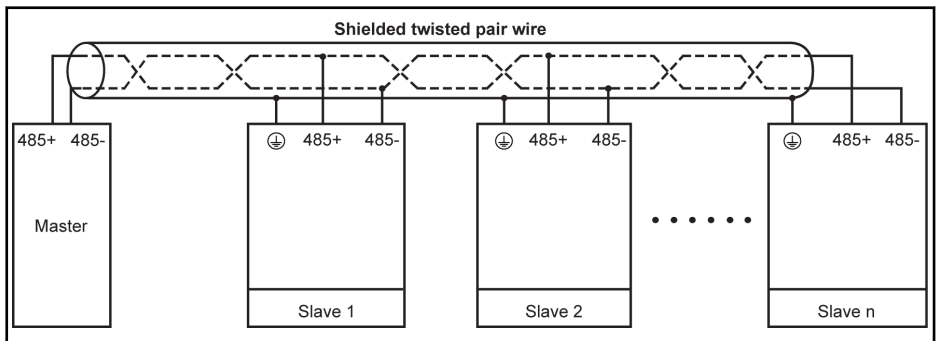 Shielded twisted pair wire
485+ 485-
Master
485+ 485-
Slave 1
485+ 485-
Slave 2
485+ 485-
Slave n